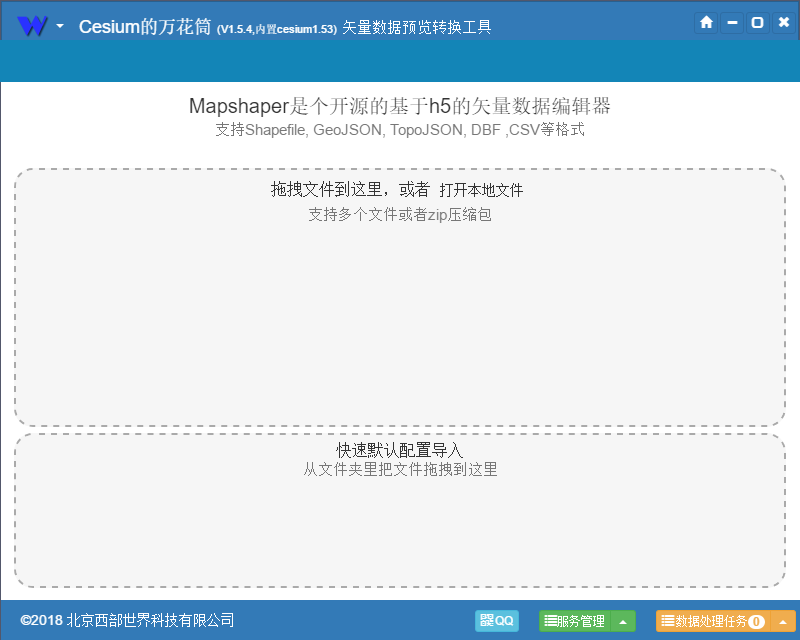 Cesium的万花筒 (V1.5.4,内置cesium1.53) 矢量数据预览转换工具
Mapshaper是个开源的基于h5的矢量数据编辑器
支持Shapefile, GeoJSON, TopoJSON, DBF ,CSV等格式
拖拽文件到这里，或者 打开本地文件
支持多个文件或者zip压缩包
快速默认配置导入
从文件夹里把文件拖拽到这里
©2018 北京西部世界科技有限公司 QQ 服务管理 数据处理任务 0